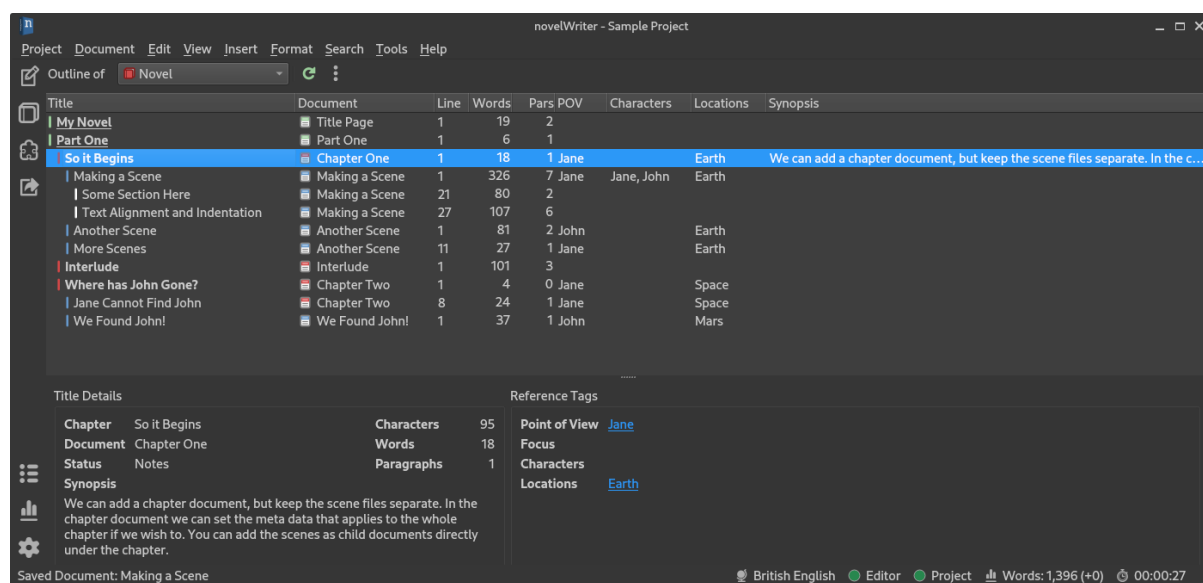 n
novelWriter - Sample Project
Project Document Edit View Insert Format Search Tools Help
Outline of Novel
Title Document Line Words Pars POV Characters Locations Synopsis
My Novel Title Page 1 19 2
Part One Part One 1 6 1
So it Begins Chapter One 1 18 1 Jane Earth We can add a chapter document, but keep the scene files separate. In the c...
Making a Scene Making a Scene 1 326 7 Jane Jane, John Earth
Some Section Here Making a Scene 21 80 2
Text Alignment and Indentation Making a Scene 27 107 6
Another Scene Another Scene 1 81 2 John Earth
More Scenes Another Scene 11 27 1 Jane Earth
Interlude Interlude 1 101 3
Where has John Gone? Chapter Two 1 4 0 Jane Space
Jane Cannot Find John Chapter Two 8 24 1 Jane Space
We Found John! We Found John! 1 37 1 John Mars
Title Details
Chapter So it Begins Characters 95
Document Chapter One Words 18
Status Notes Paragraphs 1
Synopsis
We can add a chapter document, but keep the scene files separate. In the
chapter document we can set the meta data that applies to the whole
chapter if we wish to. You can add the scenes as child documents directly
under the chapter.
Reference Tags
Point of View Jane
Focus
Characters
Locations Earth
Saved Document: Making a Scene British English Editor Project Words: 1,396 (+0) 00:00:27